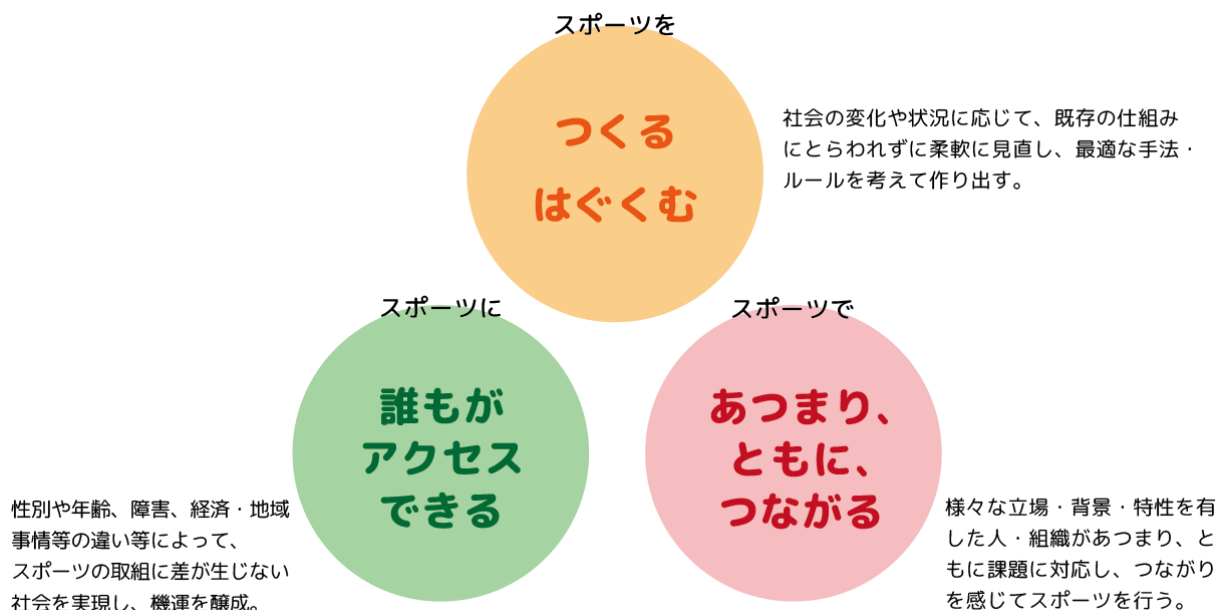 スポーツを
つくる
はぐくむ
社会の変化や状況に応じて、既存の仕組み
にとらわれずに柔軟に見直し、最適な手法・
ルールを考えて作り出す。
スポーツに
誰もが
アクセス
できる
性別や年齢、障害、経済・地域
事情等の違い等によって、
スポーツの取組に差が生じない
社会を実現し、機運を醸成。
スポーツで
あつまり、
ともに、
つながる
様々な立場・背景・特性を有
した人・組織があつまり、と
もに課題に対応し、つながり
を感じてスポーツを行う。